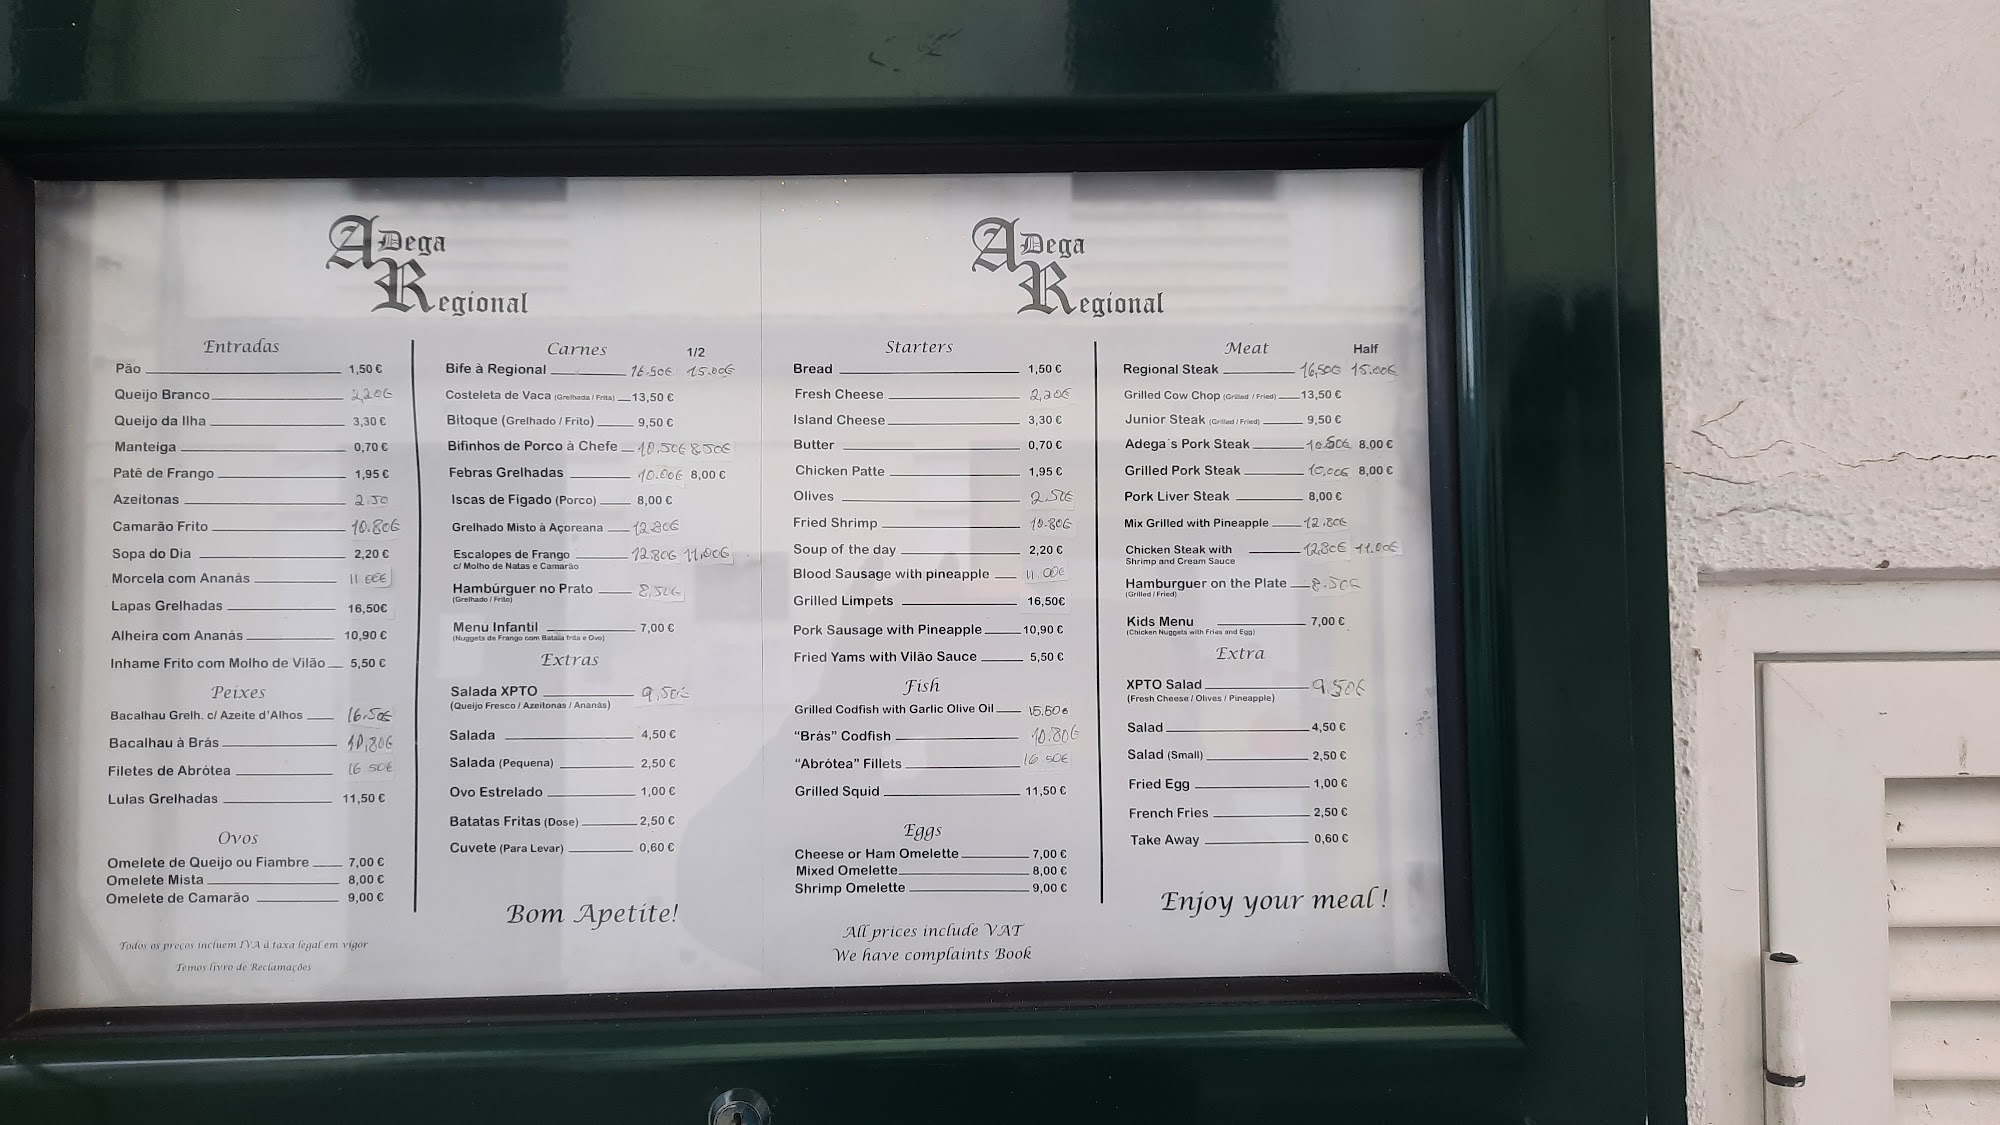 ADega
Regional
Entradas
Pão 1,50 €
Queijo Branco 2,20€
Queijo da Ilha 3,30 €
Manteiga 0,70 €
Patê de Frango 1,95 €
Azeitonas 2.50
Camarão Frito 10.80€
Sopa do Dia 2,20 €
Morcela com Ananás 11.00€
Lapas Grelhadas 16,50€
Alheira com Ananás 10,90 €
Inhame Frito com Molho de Vilão 5,50 €
Peixes
Bacalhau Grelh. c/ Azeite d'Alhos 16.50€
Bacalhau à Brás 10,80€
Filetes de Abrótea 16 50€
Lulas Grelhadas 11,50 €
Ovos
Omelete de Queijo ou Fiambre 7,00 €
Omelete Mista 8,00 €
Omelete de Camarão 9,00 €
Todos os preços incluem IVA à taxa legal em vigor
Temos livro de Reclamações
Carnes 1/2
Bife à Regional 16.50€ 15.00€
Costeleta de Vaca (Grelhada / Frita) 13,50 €
Bitoque (Grelhado / Frito) 9,50 €
Bifinhos de Porco à Chefe 10,50€ 8,50€
Febras Grelhadas 10.00€ 8,00 €
Iscas de Figado (Porco) 8,00 €
Grelhado Misto à Açoreana 12.80€
Escalopes de Frango 12.80€ 11,00€
c/ Molho de Natas e Camarão
Hambúrguer no Prato 8,50€
(Grelhado / Frito)
Menu Infantil 7,00 €
(Nuggets de Frango com Batata frita e Ovo)
Extras
Salada XPTO 9,50€
(Queijo Fresco / Azeitonas / Ananás)
Salada 4,50 €
Salada (Pequena) 2,50 €
Ovo Estrelado 1,00 €
Batatas Fritas (Dose) 2,50 €
Cuvete (Para Levar) 0,60 €
Bom Apetite!
ADega
Regional
Starters
Bread 1,50 €
Fresh Cheese 2,20€
Island Cheese 3,30 €
Butter 0,70 €
Chicken Patte 1,95 €
Olives 2.50€
Fried Shrimp 10.80€
Soup of the day 2,20 €
Blood Sausage with pineapple 11.00€
Grilled Limpets 16,50€
Pork Sausage with Pineapple 10,90 €
Fried Yams with Vilão Sauce 5,50 €
Fish
Grilled Codfish with Garlic Olive Oil
"Brás" Codfish 10.80€
"Abrótea" Fillets 16 50€
Grilled Squid 11,50 €
Eggs
Cheese or Ham Omelette 7,00 €
Mixed Omelette 8,00 €
Shrimp Omelette 9,00 €
All prices include VAT
We have complaints Book
Meat Half
Regional Steak 16,50€ 15.00€
Grilled Cow Chop (Grilled / Fried) 13,50 €
Junior Steak (Grilled / Fried) 9,50 €
Adega´s Pork Steak 10.50€ 8,00 €
Grilled Pork Steak 10,00€ 8,00 €
Pork Liver Steak 8,00 €
Mix Grilled with Pineapple 12,80€
Chicken Steak with 12,80€ 11.00€
Shrimp and Cream Sauce
Hamburguer on the Plate 8.50€
(Grilled / Fried)
Kids Menu 7,00 €
(Chicken Nuggets with Frias and Egg)
Extra
XPTO Salad 9,50€
(Fresh Cheese / Olives / Pineapple)
Salad 4,50 €
Salad (Small) 2,50 €
Fried Egg 1,00 €
French Fries 2,50 €
Take Away 0,60 €
Enjoy your meal !